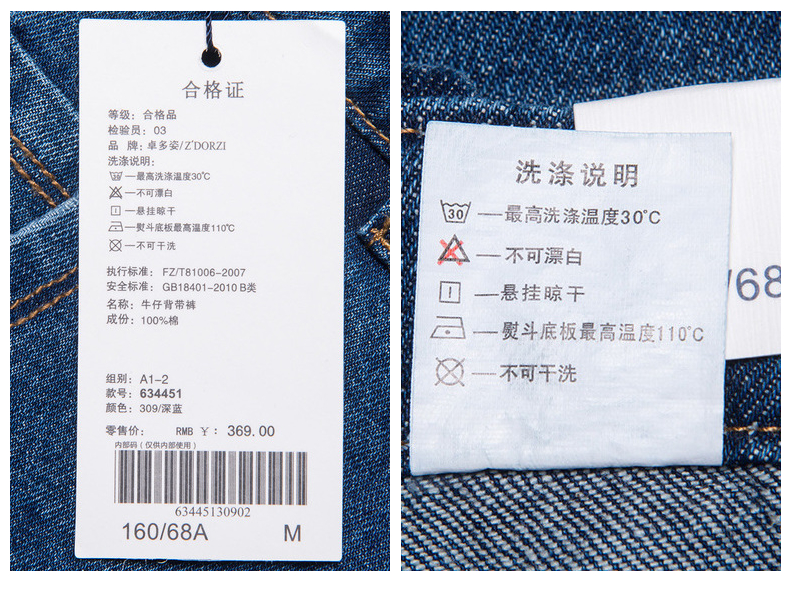 合格证
等级：合格品
检验员：03
品 牌：卓多姿/Z'DORZI
洗涤说明：
30 —最高洗涤温度30℃
—不可漂白
—悬挂晾干
—熨斗底板最高温度110℃
—不可干洗
执行标准： FZ/T81006-2007
安全标准： GB18401-2010 B类
名称：牛仔背带裤
成份：100%棉
组别：A1-2
款号：634451
颜色：309/深蓝
零售价： RMB ￥： 369.00
内部码（仅供内部使用）
63445130902
160/68A M
洗涤说明
30 —最高洗涤温度30℃
—不可漂白
—悬挂晾干
—熨斗底板最高温度110℃
—不可干洗
/68